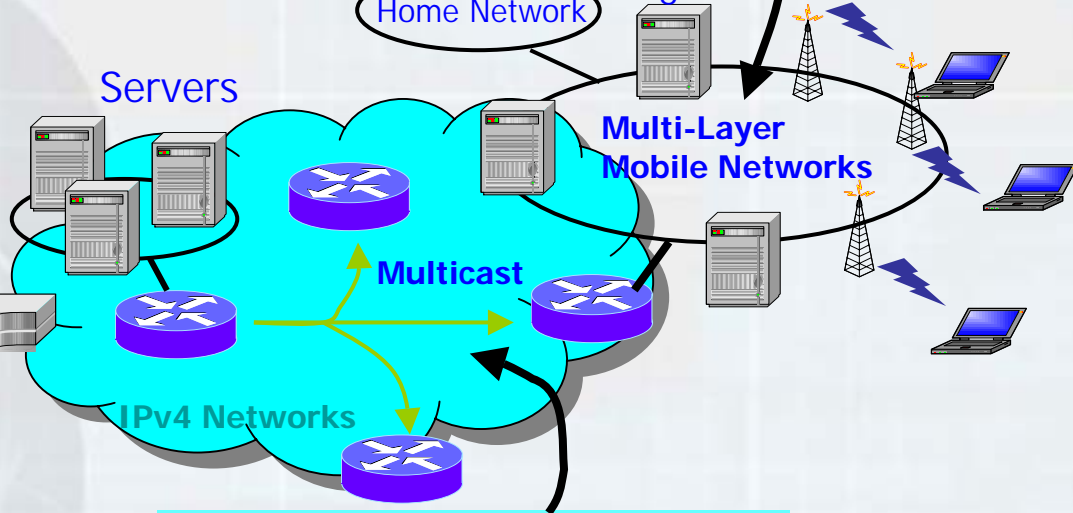 Home Network
Servers
Multi-Layer
Mobile Networks
Multicast
IPv4 Networks